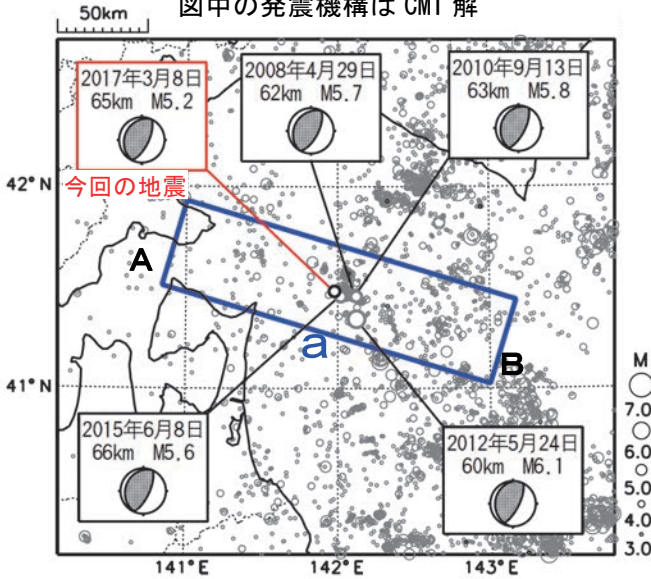 図中の発震機構は CMT 解
50km
2017年3月8日
65km M5.2
2008年4月29日
62km M5.7
2010年9月13日
63km M5.8
42°N
今回の地震
A
a
B
41°N
2015年6月8日
66km M5.6
2012年5月24日
60km M6.1
M
7.0
6.0
5.0
4.0
3.0
141°E
142°E
143°E